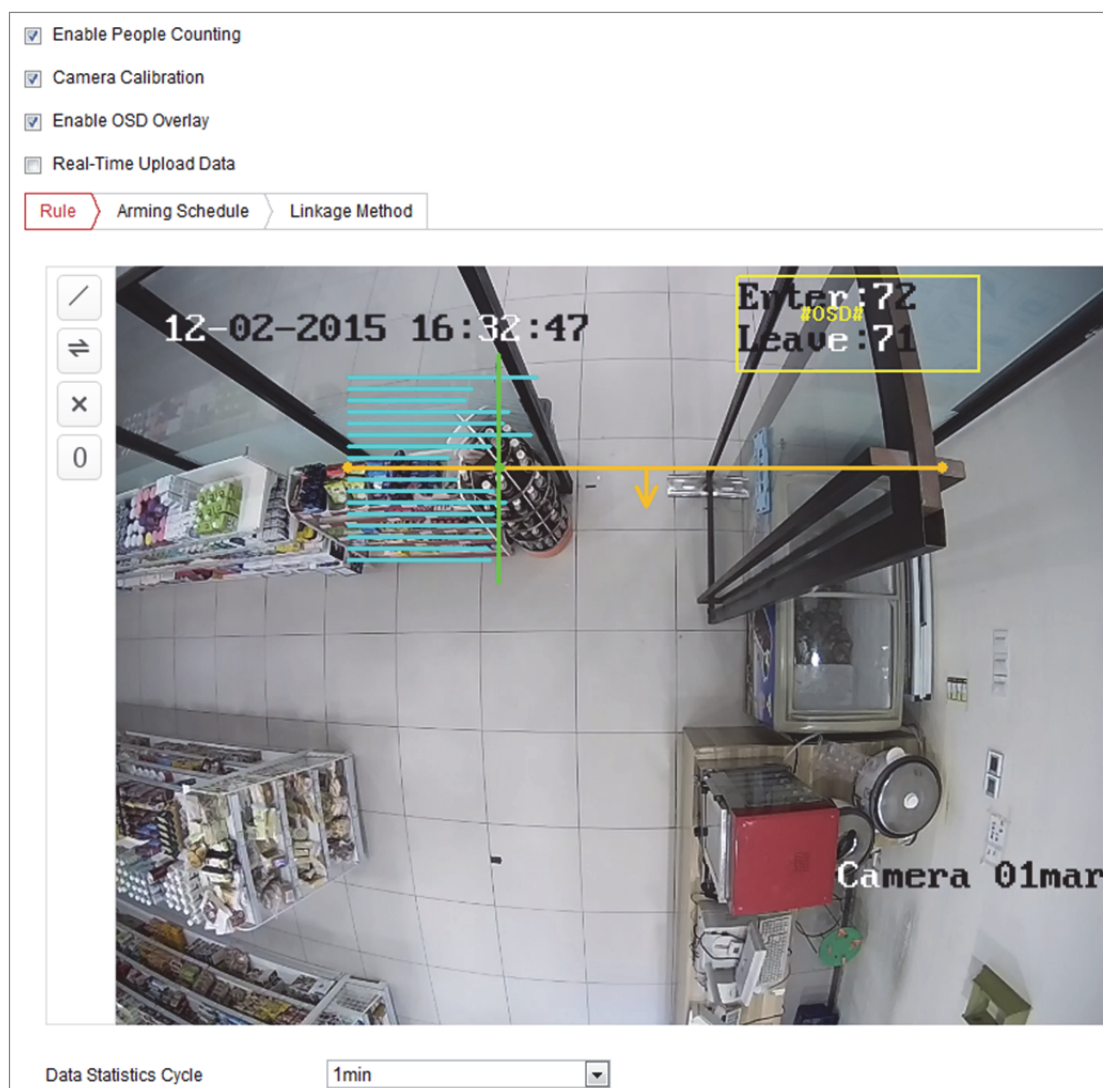 Enable People Counting
Camera Calibration
Enable OSD Overlay
Real-Time Upload Data
Rule Arming Schedule Linkage Method
12-02-2015 16:32:47
Enter:72
#OSD#
Leave:71
0
Camera 01mar
Data Statistics Cycle 1min